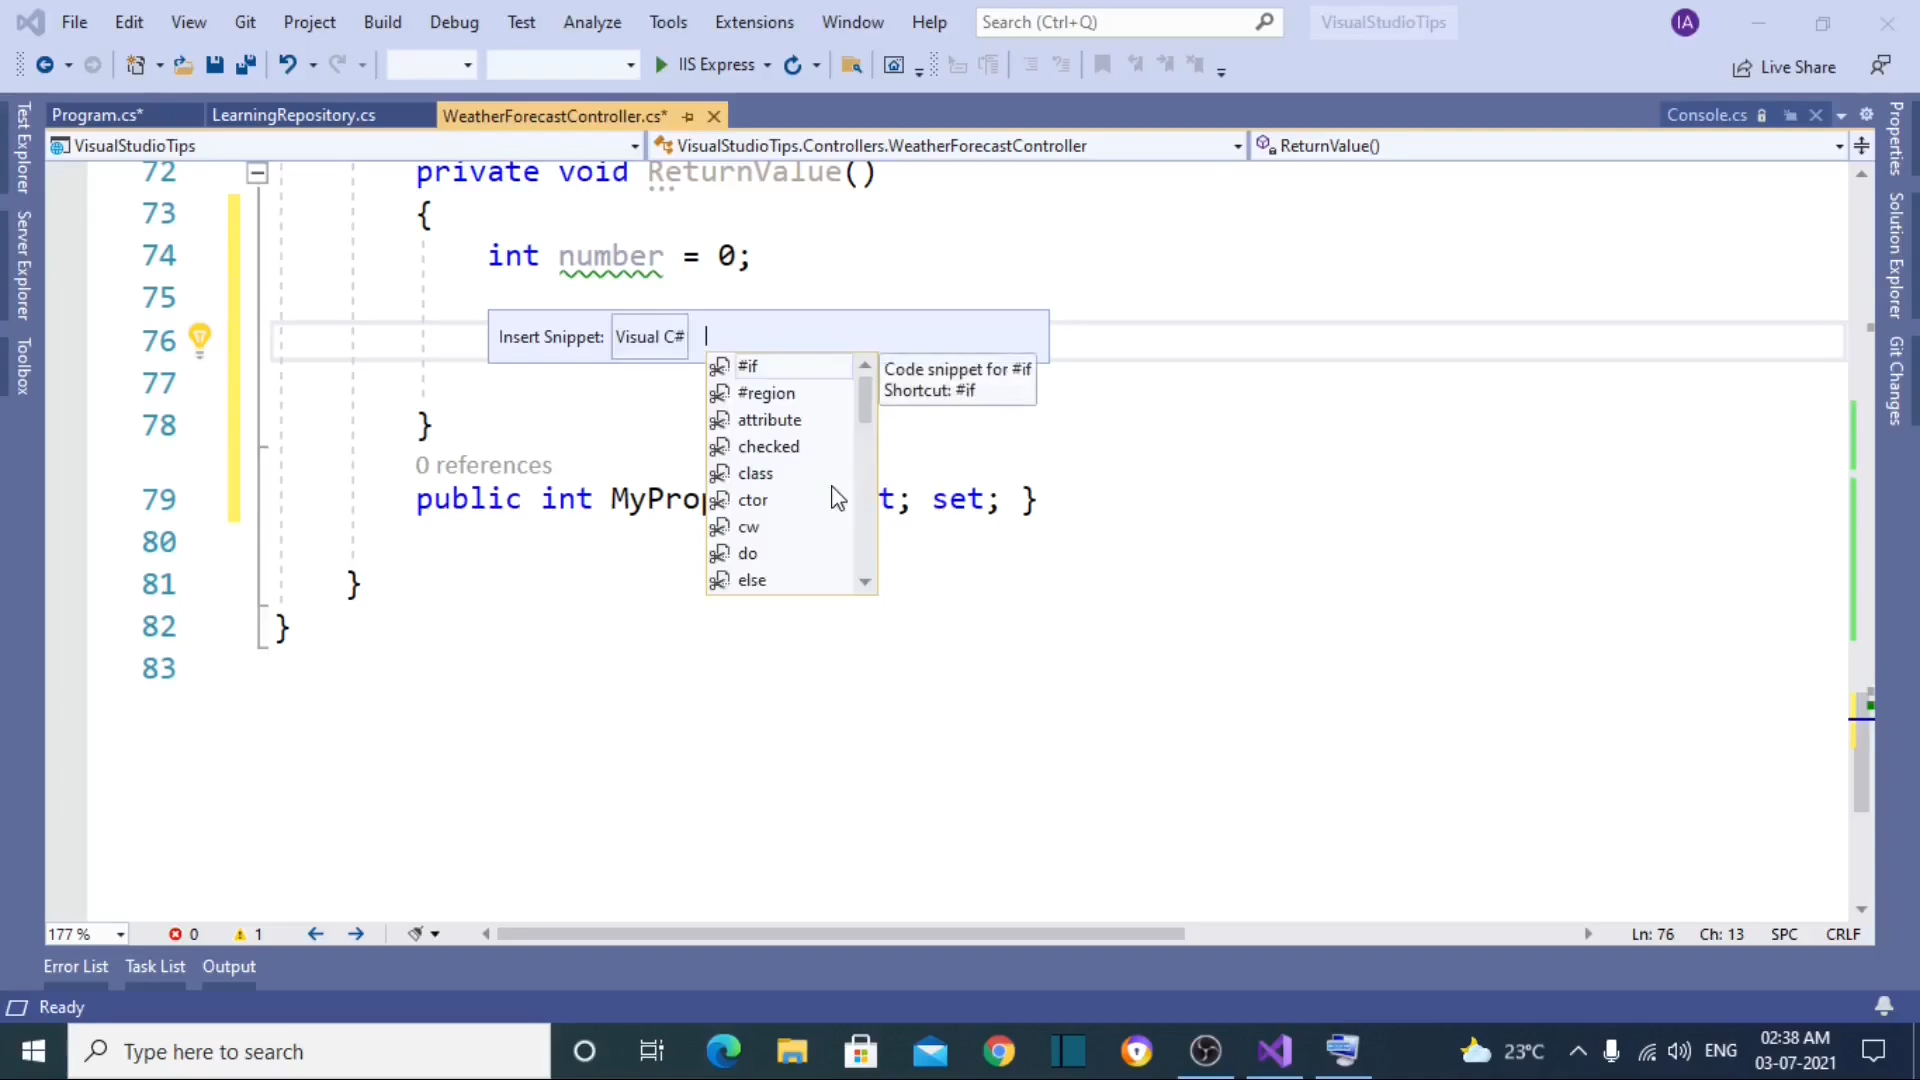 File Edit View Git Project Build Debug Test Analyze Tools Extensions Window Help Search (Ctrl+Q) VisualStudioTips IA
IIS Express Live Share
Program.cs* LearningRepository.cs WeatherForecastController.cs* Console.cs
VisualStudioTips VisualStudioTips.Controllers.WeatherForecastController ReturnValue()
Test Explorer
Server Explorer
Toolbox
Properties
Solution Explorer
Git Changes
72 private void ReturnValue()
73 {
74 int number = 0;
75
76 Insert Snippet: Visual C#
#if
#region
attribute
checked
class
ctor
cw
do
else
Code snippet for #if
Shortcut: #if
77
78 }
0 references
79 public int MyProp t; set; }
80
81 }
82 }
83
177 % 0 1 Ln: 76 Ch: 13 SPC CRLF
Error List Task List Output
Ready
Type here to search 23°C ENG 02:38 AM
03-07-2021